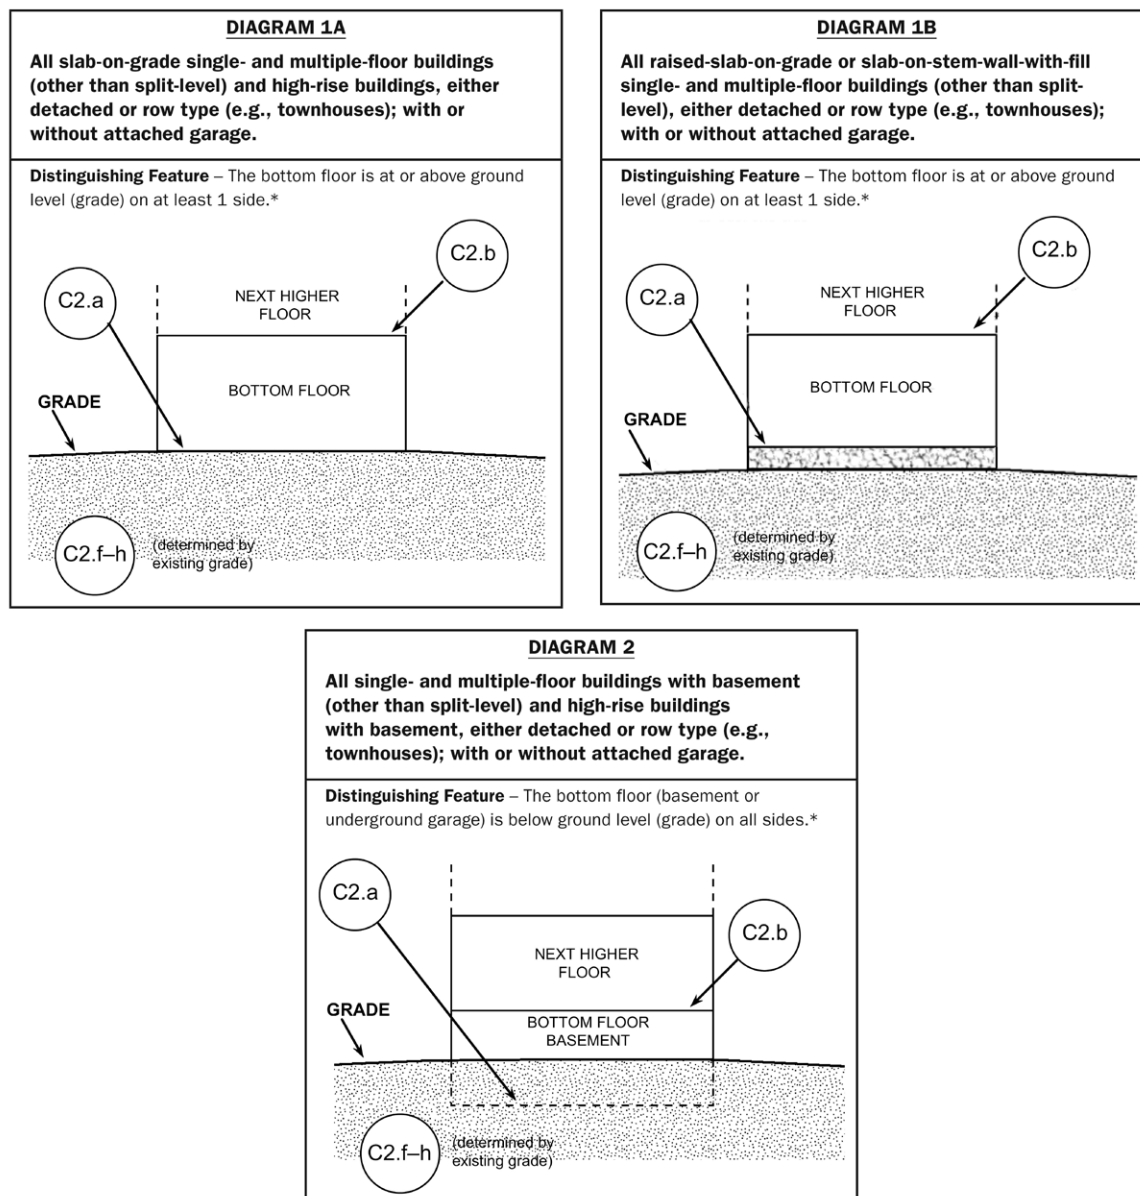 DIAGRAM 1A
All slab-on-grade single- and multiple-floor buildings
(other than split-level) and high-rise buildings, either
detached or row type (e.g., townhouses); with or
without attached garage.
Distinguishing Feature – The bottom floor is at or above ground
level (grade) on at least 1 side.*
C2.b
C2.a
NEXT HIGHER
FLOOR
BOTTOM FLOOR
GRADE
C2.f–h
(determined by
existing grade)
DIAGRAM 1B
All raised-slab-on-grade or slab-on-stem-wall-with-fill
single- and multiple-floor buildings (other than split-
level), either detached or row type (e.g., townhouses);
with or without attached garage.
Distinguishing Feature – The bottom floor is at or above ground
level (grade) on at least 1 side.*
C2.b
C2.a
NEXT HIGHER
FLOOR
BOTTOM FLOOR
GRADE
C2.f–h
(determined by
existing grade)
DIAGRAM 2
All single- and multiple-floor buildings with basement
(other than split-level) and high-rise buildings
with basement, either detached or row type (e.g.,
townhouses); with or without attached garage.
Distinguishing Feature – The bottom floor (basement or
underground garage) is below ground level (grade) on all sides.*
C2.a
C2.b
NEXT HIGHER
FLOOR
GRADE
BOTTOM FLOOR
BASEMENT
C2.f–h
(determined by
existing grade)